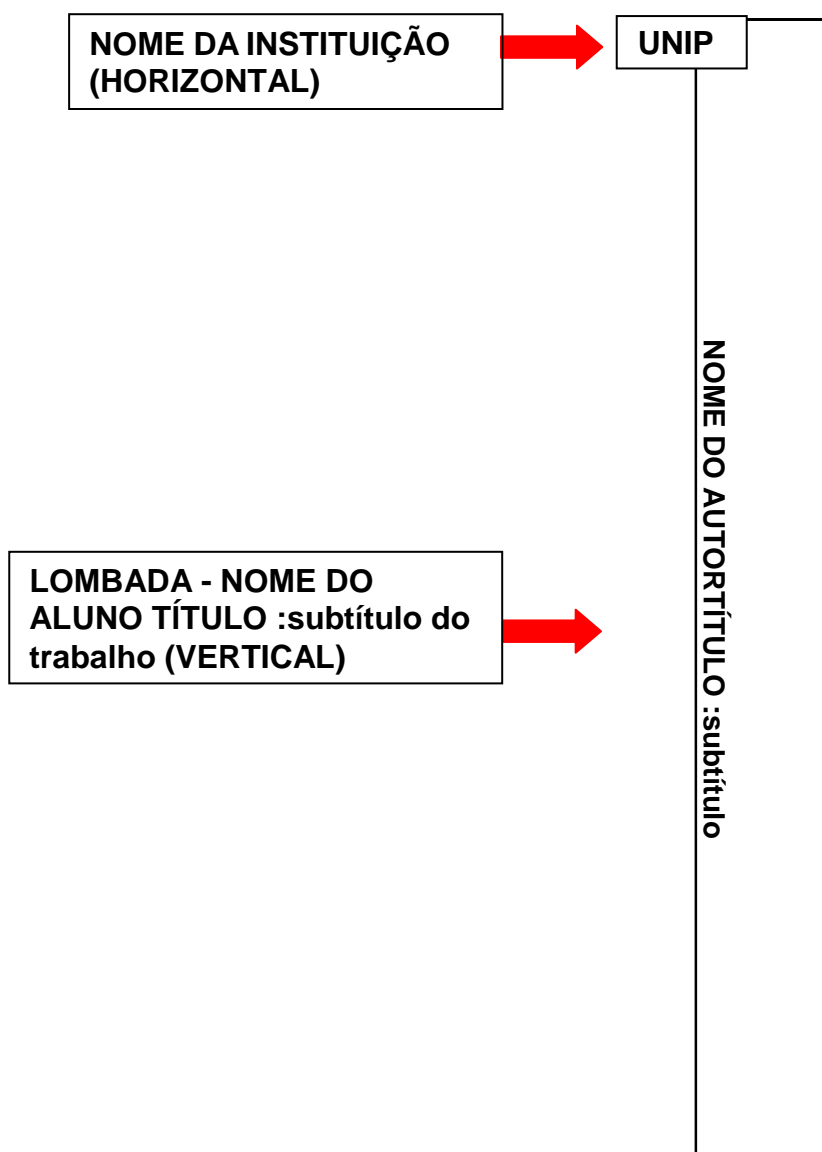 NOME DA INSTITUIÇÃO
(HORIZONTAL)
UNIP
NOME DO AUTORTÍTULO :subtítulo
LOMBADA - NOME DO
ALUNO TÍTULO :subtítulo do
trabalho (VERTICAL)